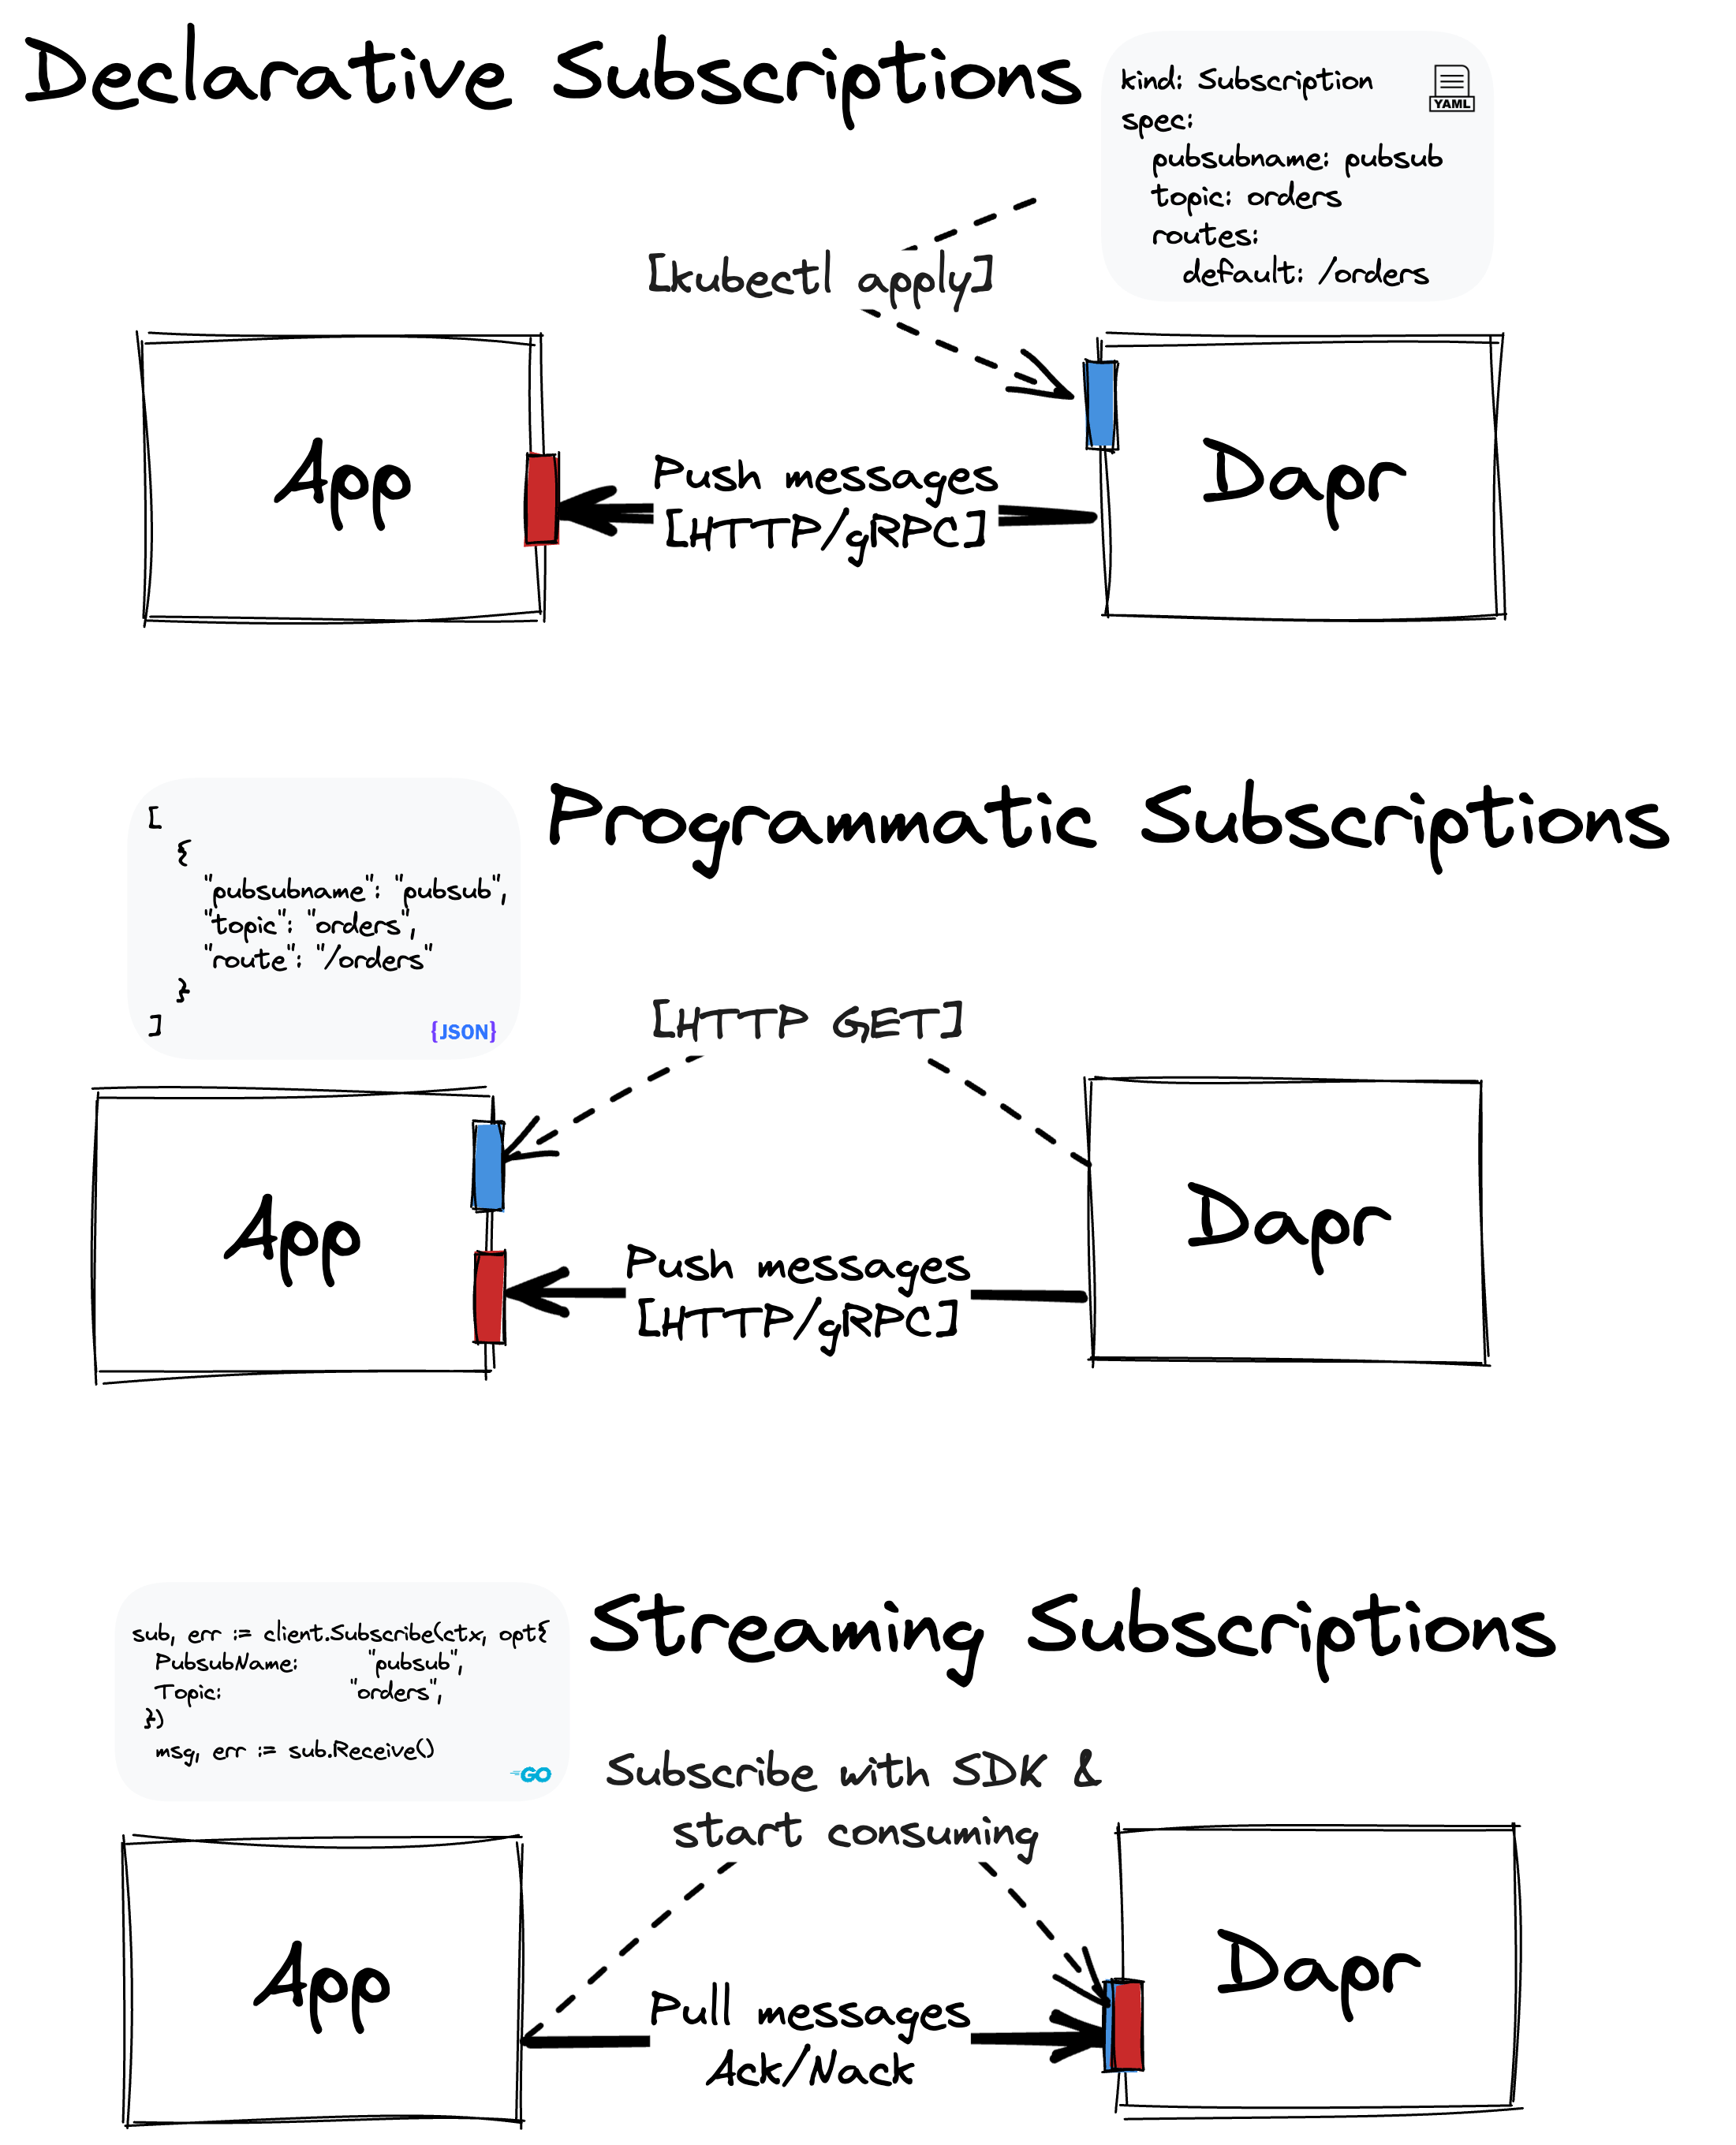 Declarative Subscriptions
kind: Subscription
YAML
spec:
pubsubname: pubsub
topic: orders
routes:
default: /orders
[kubectl apply]
App
Push messages
[HTTP/gRPC]
Dapr
Programmatic Subscriptions
[
{
"pubsubname": "pubsub",
"topic": "orders",
"route": "/orders"
}
]
{JSON}
[HTTP GET]
App
Push messages
[HTTP/gRPC]
Dapr
Streaming Subscriptions
sub, err := client.Subscribe(ctx, opt{
PubsubName: "pubsub",
Topic: "orders",
})
msg, err := sub.Receive()
GO
Subscribe with SDK &
start consuming
App
Pull messages
Ack/Nack
Dapr